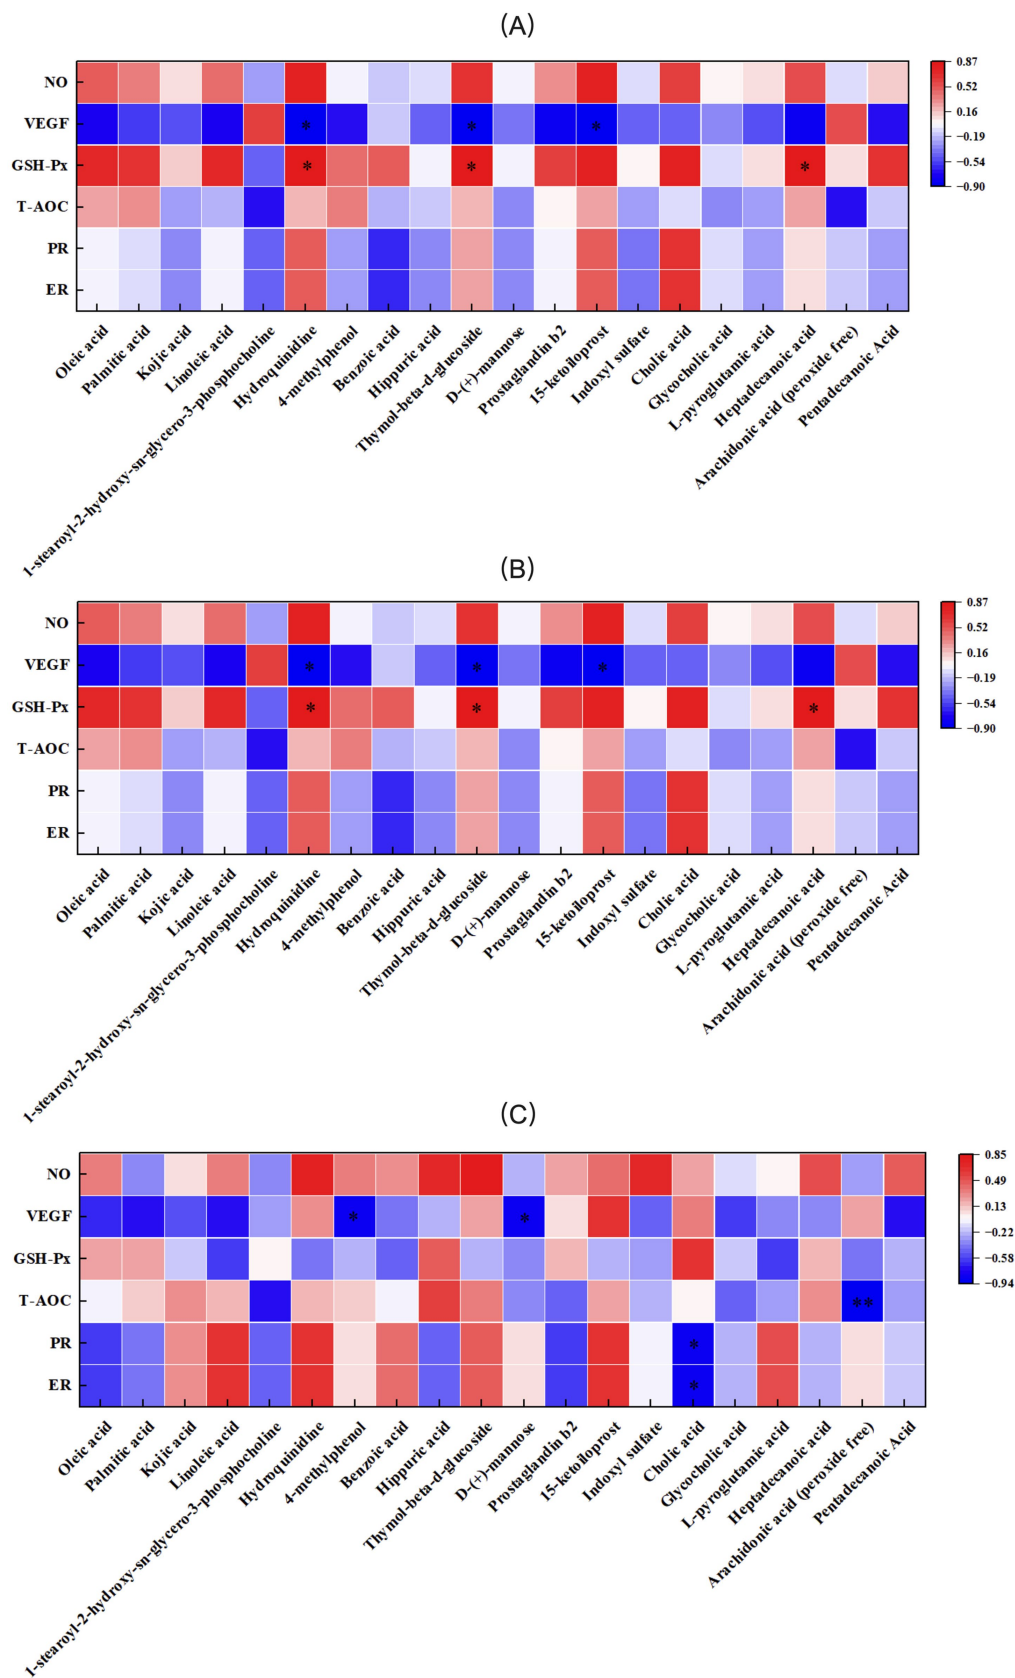 (A)
NO
VEGF
GSH-Px
T-AOC
PR
ER
* * *
* * *
0.87
0.52
0.16
−0.19
−0.54
−0.90
Oleic acid
Palmitic acid
Kojic acid
Linoleic acid
1-stearoyl-2-hydroxy-sn-glycero-3-phosphocholine
Hydroquinidine
4-methylphenol
Benzoic acid
Hippuric acid
Thymol-beta-d-glucoside
D-(+)-mannose
Prostaglandin b2
15-ketoiloprost
Indoxyl sulfate
Cholic acid
Glycocholic acid
L-pyroglutamic acid
Heptadecanoic acid
Arachidonic acid (peroxide free)
Pentadecanoic Acid
(B)
NO
VEGF
GSH-Px
T-AOC
PR
ER
* * *
* * *
0.87
0.52
0.16
−0.19
−0.54
−0.90
Oleic acid
Palmitic acid
Kojic acid
Linoleic acid
1-stearoyl-2-hydroxy-sn-glycero-3-phosphocholine
Hydroquinidine
4-methylphenol
Benzoic acid
Hippuric acid
Thymol-beta-d-glucoside
D-(+)-mannose
Prostaglandin b2
15-ketoiloprost
Indoxyl sulfate
Cholic acid
Glycocholic acid
L-pyroglutamic acid
Heptadecanoic acid
Arachidonic acid (peroxide free)
Pentadecanoic Acid
(C)
NO
VEGF
GSH-Px
T-AOC
PR
ER
* *
**
*
*
0.85
0.49
0.13
−0.22
−0.58
−0.94
Oleic acid
Palmitic acid
Kojic acid
Linoleic acid
1-stearoyl-2-hydroxy-sn-glycero-3-phosphocholine
Hydroquinidine
4-methylphenol
Benzoic acid
Hippuric acid
Thymol-beta-d-glucoside
D-(+)-mannose
Prostaglandin b2
15-ketoiloprost
Indoxyl sulfate
Cholic acid
Glycocholic acid
L-pyroglutamic acid
Heptadecanoic acid
Arachidonic acid (peroxide free)
Pentadecanoic Acid